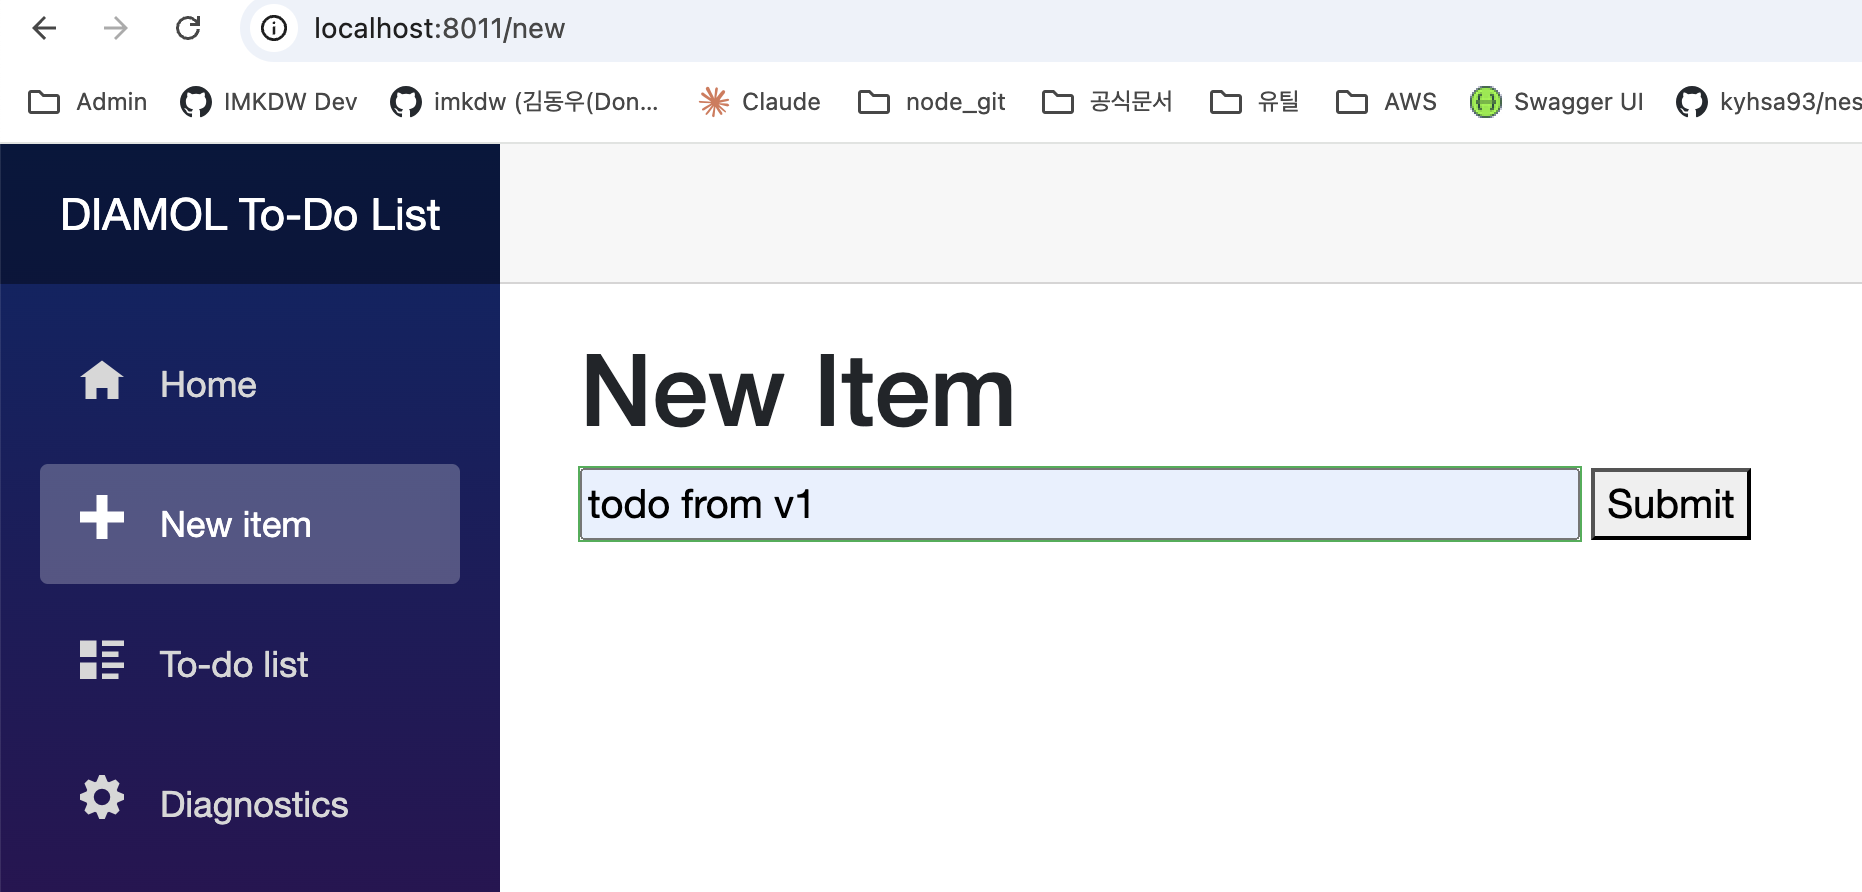 localhost:8011/new
Admin IMKDW Dev imkdw (김동우(Don... Claude node_git 공식문서 유틸 AWS Swagger UI kyhsa93/nes
DIAMOL To-Do List
Home
New item
To-do list
Diagnostics
New Item
todo from v1 Submit